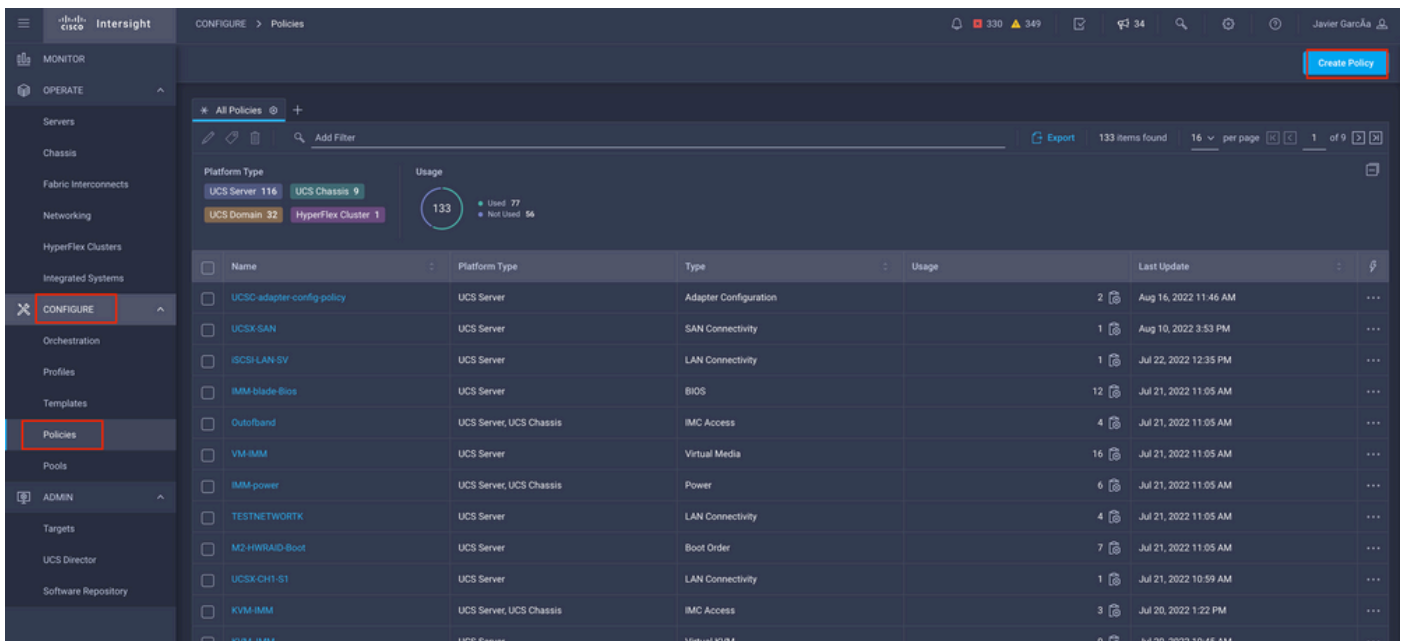 cisco Intersight CONFIGURE > Policies 330 349 34 Javier GarcÃa
MONITOR
Create Policy
OPERATE
Servers
Chassis
Fabric Interconnects
Networking
HyperFlex Clusters
Integrated Systems
CONFIGURE
Orchestration
Profiles
Templates
Policies
Pools
ADMIN
Targets
UCS Director
Software Repository
All Policies +
Add Filter Export 133 items found 16 per page 1 of 9
Platform Type Usage
UCS Server 116 UCS Chassis 9
UCS Domain 32 HyperFlex Cluster 1
133 Used 77
Not Used 56
Name Platform Type Type Usage Last Update
UCSC-adapter-config-policy UCS Server Adapter Configuration 2 Aug 16, 2022 11:46 AM ...
UCSX-SAN UCS Server SAN Connectivity 1 Aug 10, 2022 3:53 PM ...
iSCSI-LAN-SV UCS Server LAN Connectivity 1 Jul 22, 2022 12:35 PM ...
IMM-blade-Bios UCS Server BIOS 12 Jul 21, 2022 11:05 AM ...
Outofband UCS Server, UCS Chassis IMC Access 4 Jul 21, 2022 11:05 AM ...
VM-IMM UCS Server Virtual Media 16 Jul 21, 2022 11:05 AM ...
IMM-power UCS Server, UCS Chassis Power 6 Jul 21, 2022 11:05 AM ...
TESTNETWORTK UCS Server LAN Connectivity 4 Jul 21, 2022 11:05 AM ...
M2-HWRAID-Boot UCS Server Boot Order 7 Jul 21, 2022 11:05 AM ...
UCSX-CH1-S1 UCS Server LAN Connectivity 1 Jul 21, 2022 10:59 AM ...
KVM-IMM UCS Server, UCS Chassis IMC Access 3 Jul 20, 2022 1:22 PM ...